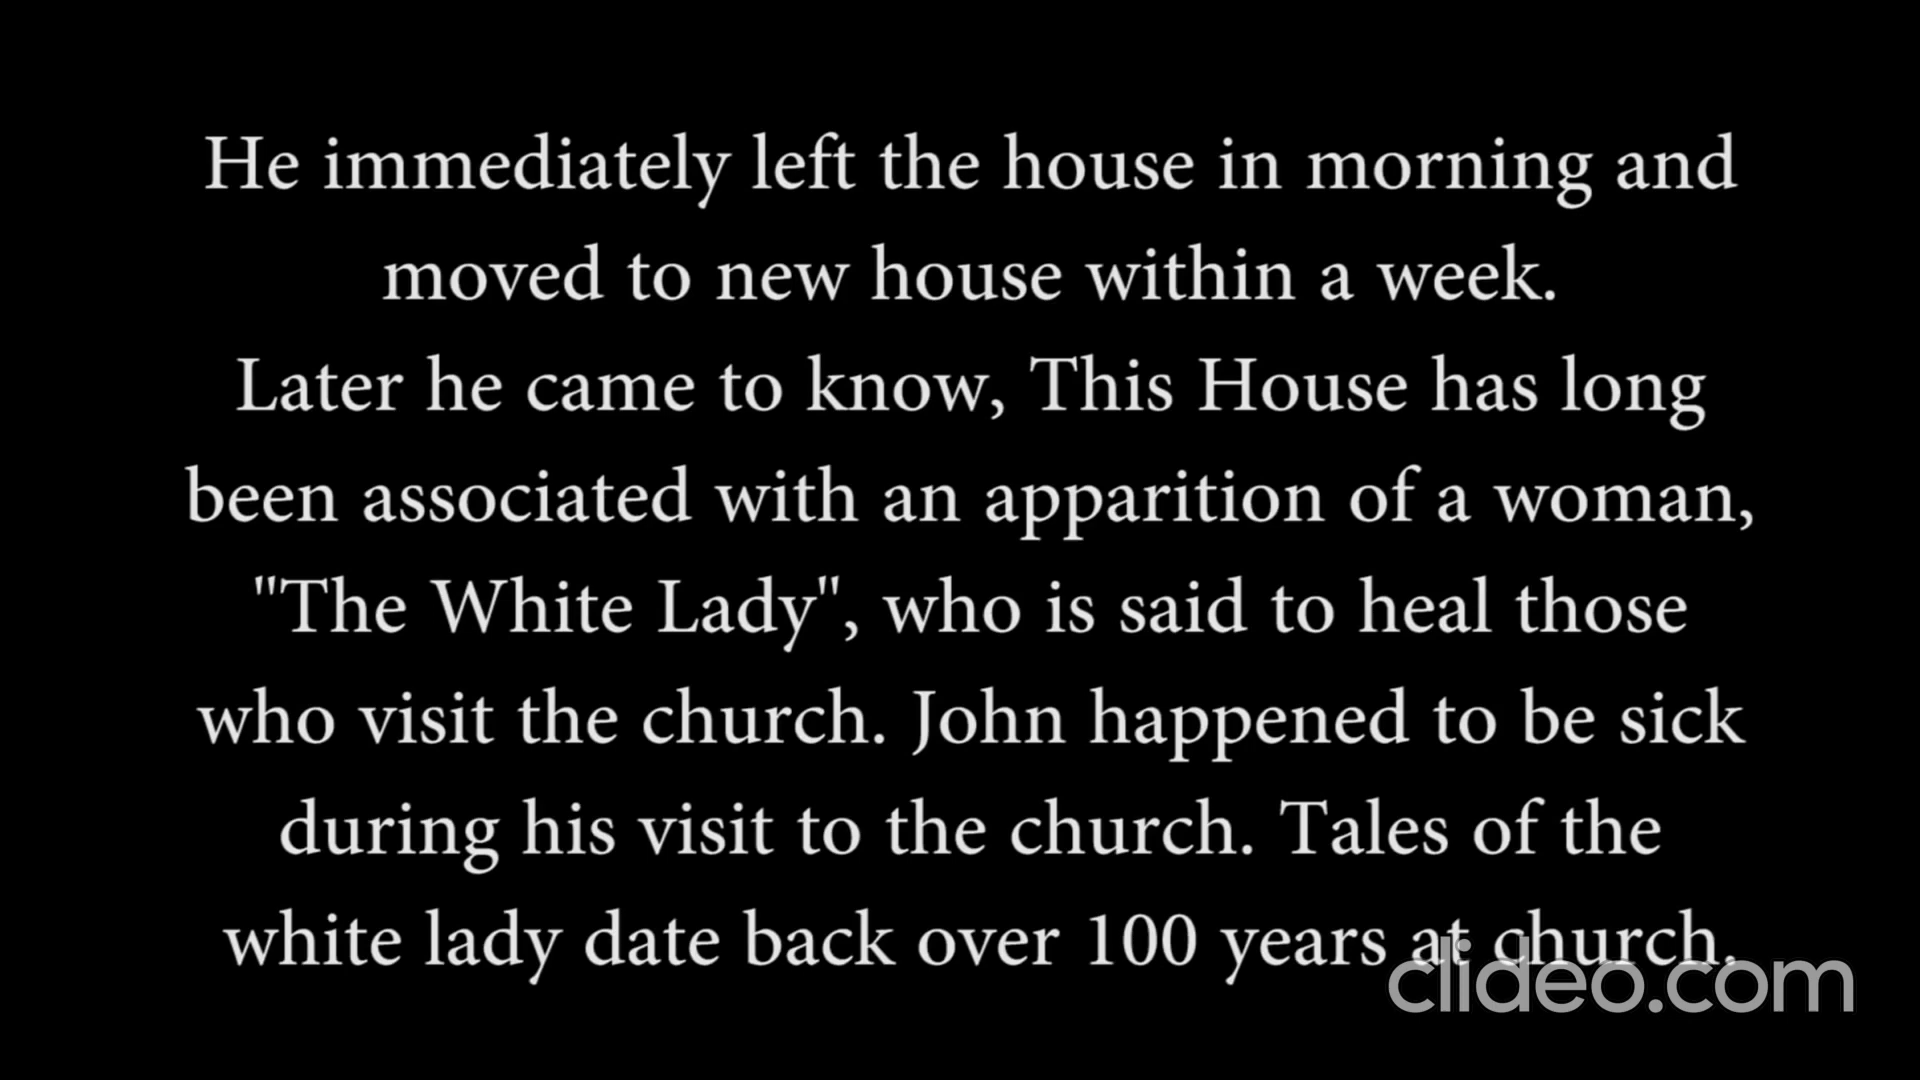 He immediately left the house in morning and
moved to new house within a week.
Later he came to know, This House has long
been associated with an apparition of a woman,
"The White Lady", who is said to heal those
who visit the church. John happened to be sick
during his visit to the church. Tales of the
white lady date back over 100 years at church.
clideo.com